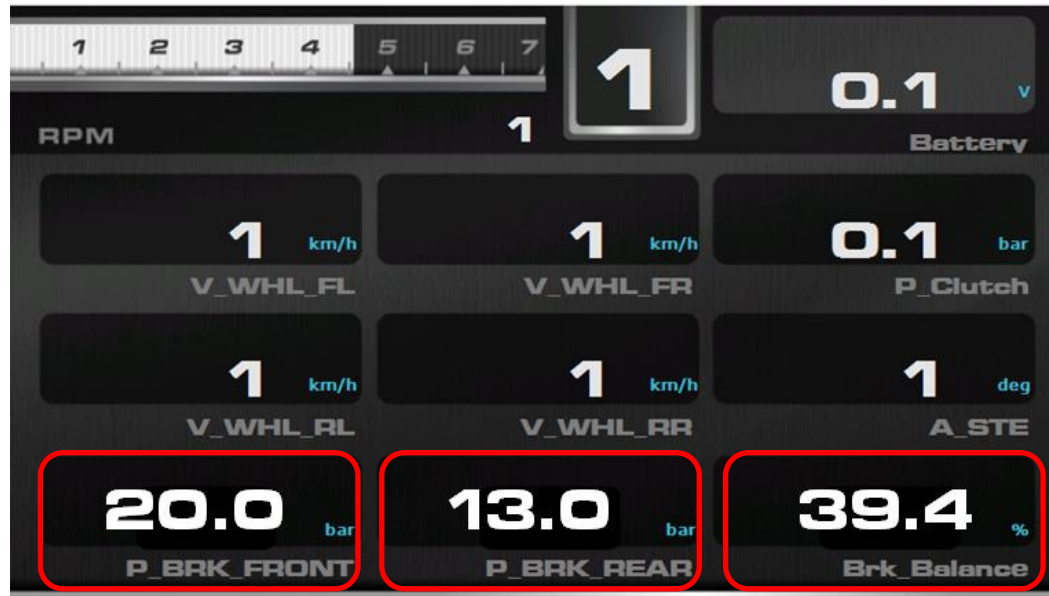 1 2 3 4 5 6 7
1
0.1 V
RPM
1
Battery
1 km/h
1 km/h
0.1 bar
V_WHL_FL
V_WHL_FR
P_Clutch
1 km/h
1 km/h
1 deg
V_WHL_RL
V_WHL_RR
A_STE
20.0 bar
13.0 bar
39.4 %
P_BRK_FRONT
P_BRK_REAR
Brk_Balance